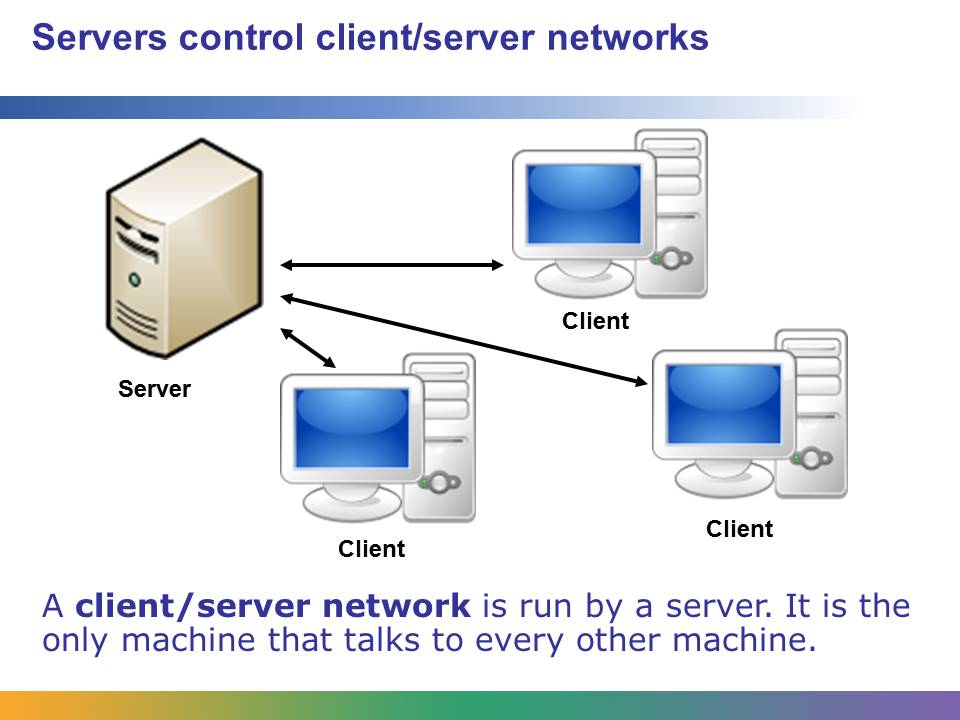 Servers control client/server networks
Client
Server
Client
Client
A client/server network is run by a server. It is the
only machine that talks to every other machine.